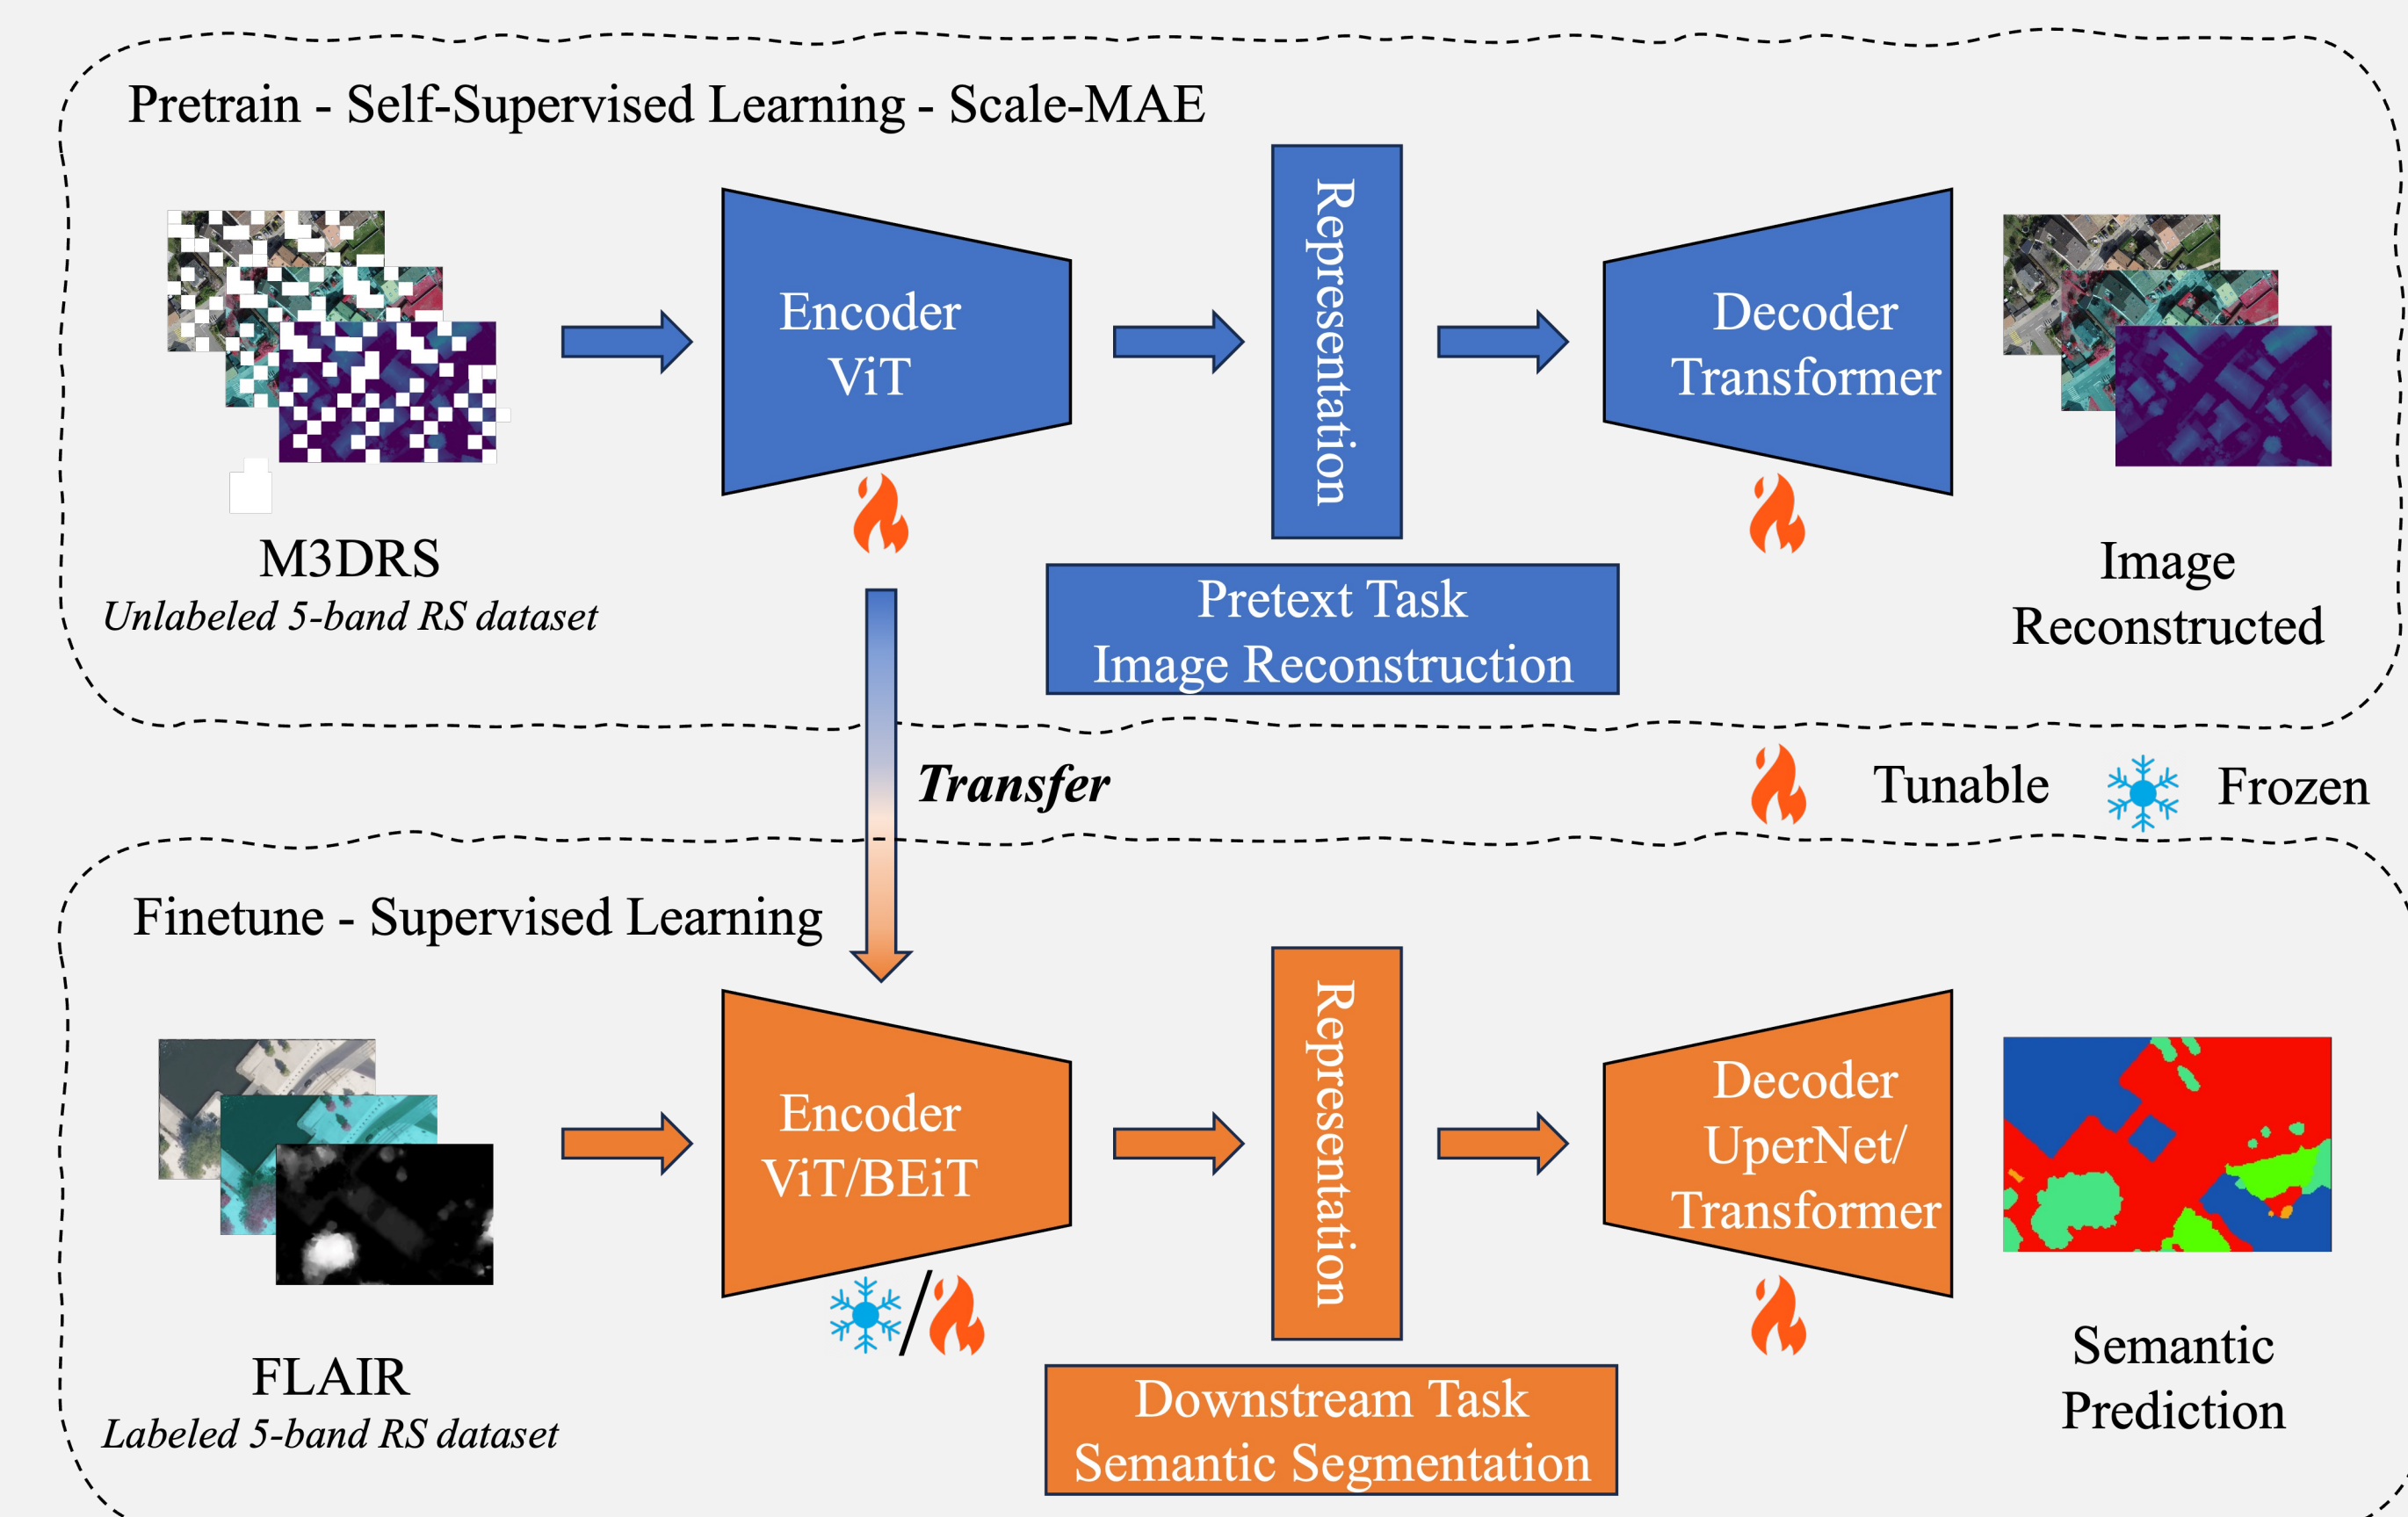 Pretrain - Self-Supervised Learning - Scale-MAE
Encoder
ViT
Representation
Decoder
Transformer
M3DRS
Unlabeled 5-band RS dataset
Pretext Task
Image Reconstruction
Image
Reconstructed
Transfer
Tunable
Frozen
Finetune - Supervised Learning
Encoder
ViT/BEiT
Representation
Decoder
UperNet/
Transformer
FLAIR
Labeled 5-band RS dataset
/
Downstream Task
Semantic Segmentation
Semantic
Prediction